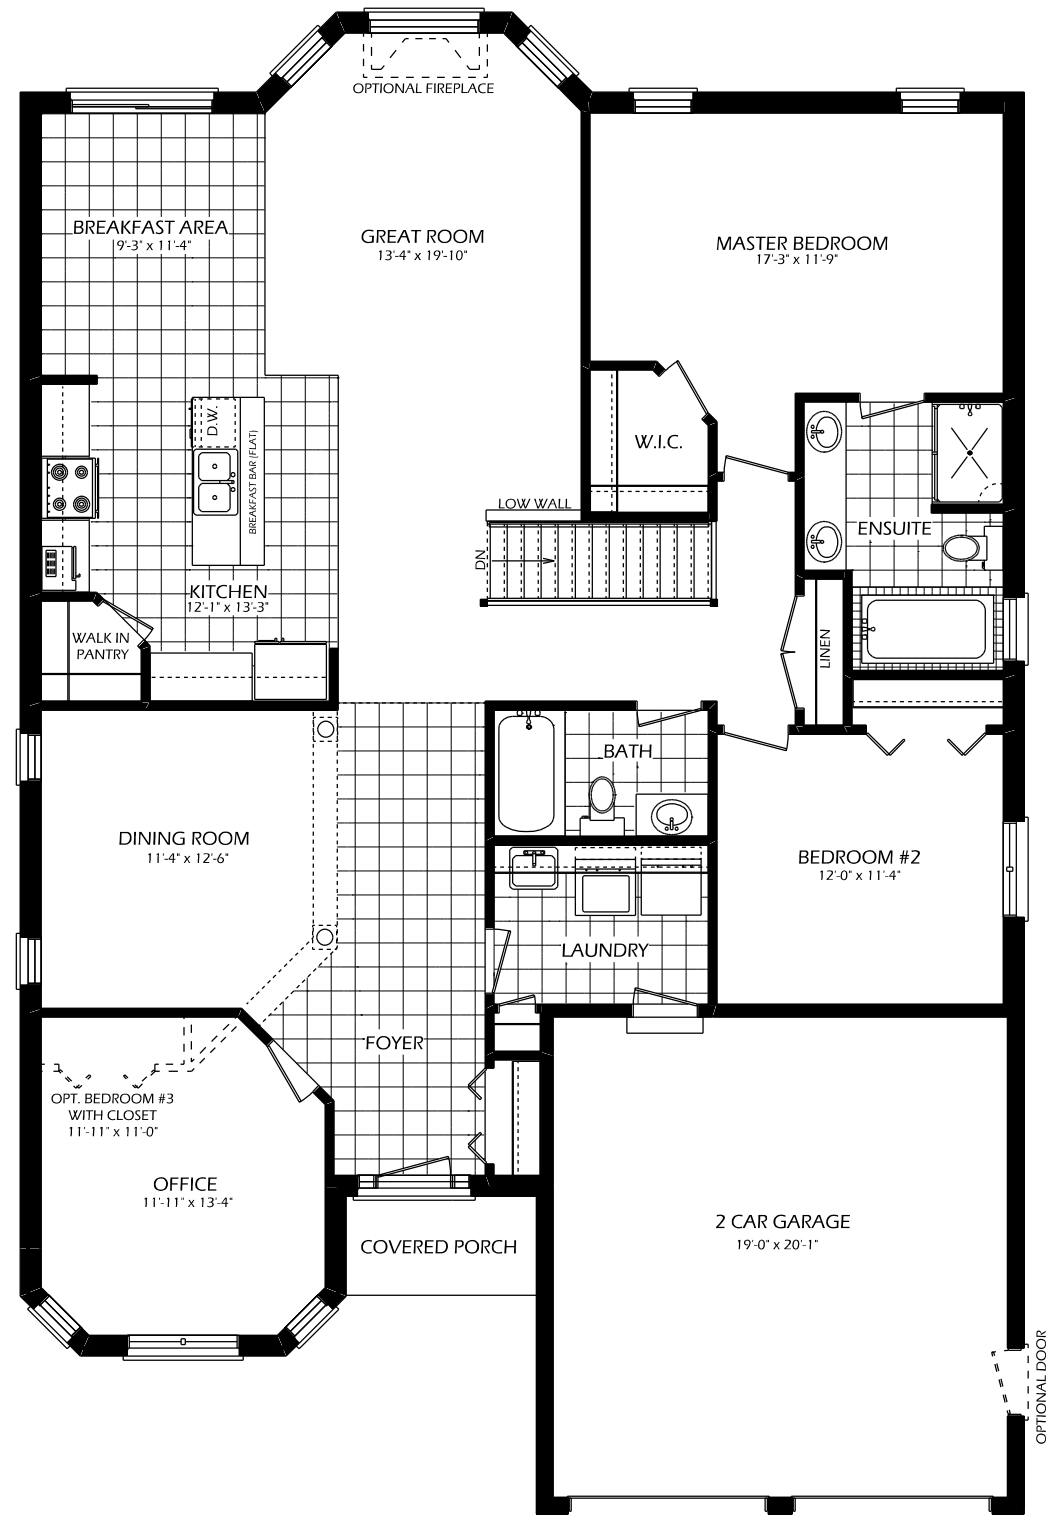 OPTIONAL FIREPLACE
BREAKFAST AREA
9'-3" x 11'-4"
GREAT ROOM
13'-4" x 19'-10"
MASTER BEDROOM
17'-3" x 11'-9"
D.W.
BREAKFAST BAR (FLAT)
W.I.C.
LOW WALL
DN
ENSUITE
KITCHEN
12'-1" x 13'-3"
WALK IN
PANTRY
LINEN
BATH
DINING ROOM
11'-4" x 12'-6"
BEDROOM #2
12'-0" x 11'-4"
LAUNDRY
FOYER
OPT. BEDROOM #3
WITH CLOSET
11'-11" x 11'-0"
OFFICE
11'-11" x 13'-4"
COVERED PORCH
2 CAR GARAGE
19'-0" x 20'-1"
OPTIONAL DOOR